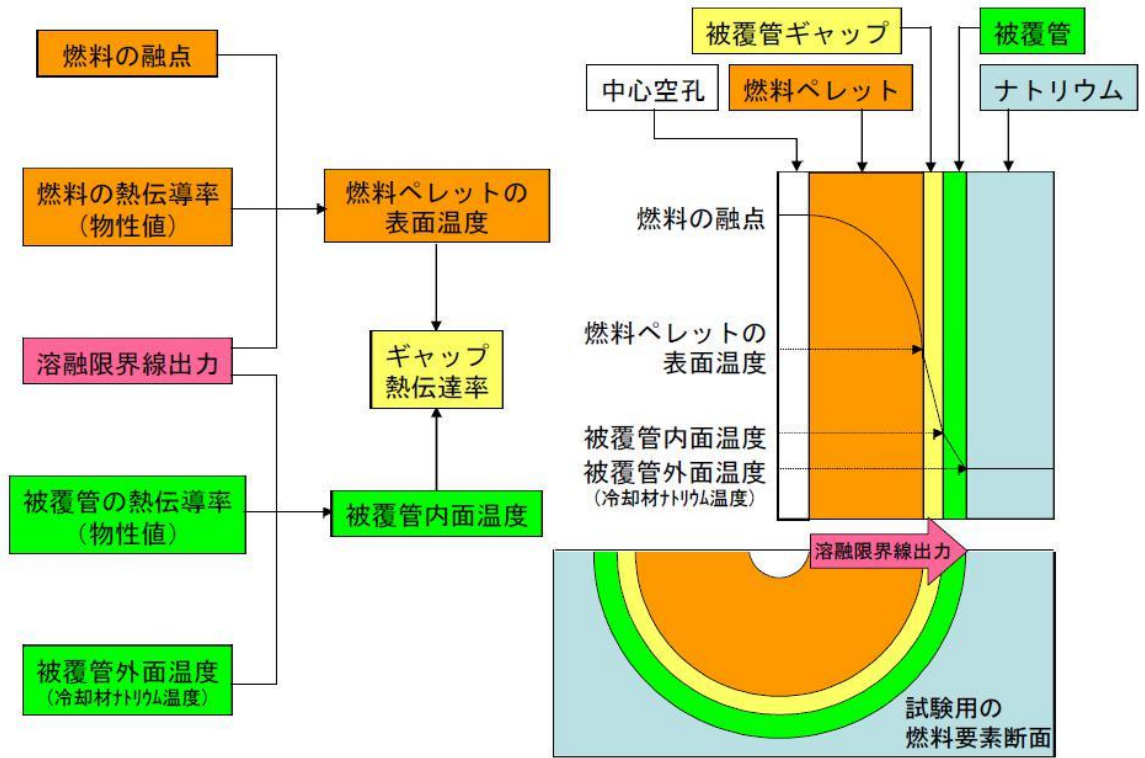 燃料の融点
燃料の熱伝導率
(物性値)
溶融限界線出力
被覆管の熱伝導率
(物性値)
被覆管外面温度
(冷却材ナトリウム温度)
燃料ペレットの
表面温度
ギャップ
熱伝達率
被覆管内面温度
被覆管ギャップ
被覆管
中心空孔
燃料ペレット
ナトリウム
燃料の融点
燃料ペレットの
表面温度
被覆管内面温度
被覆管外面温度
(冷却材ナトリウム温度)
溶融限界線出力
試験用の
燃料要素断面